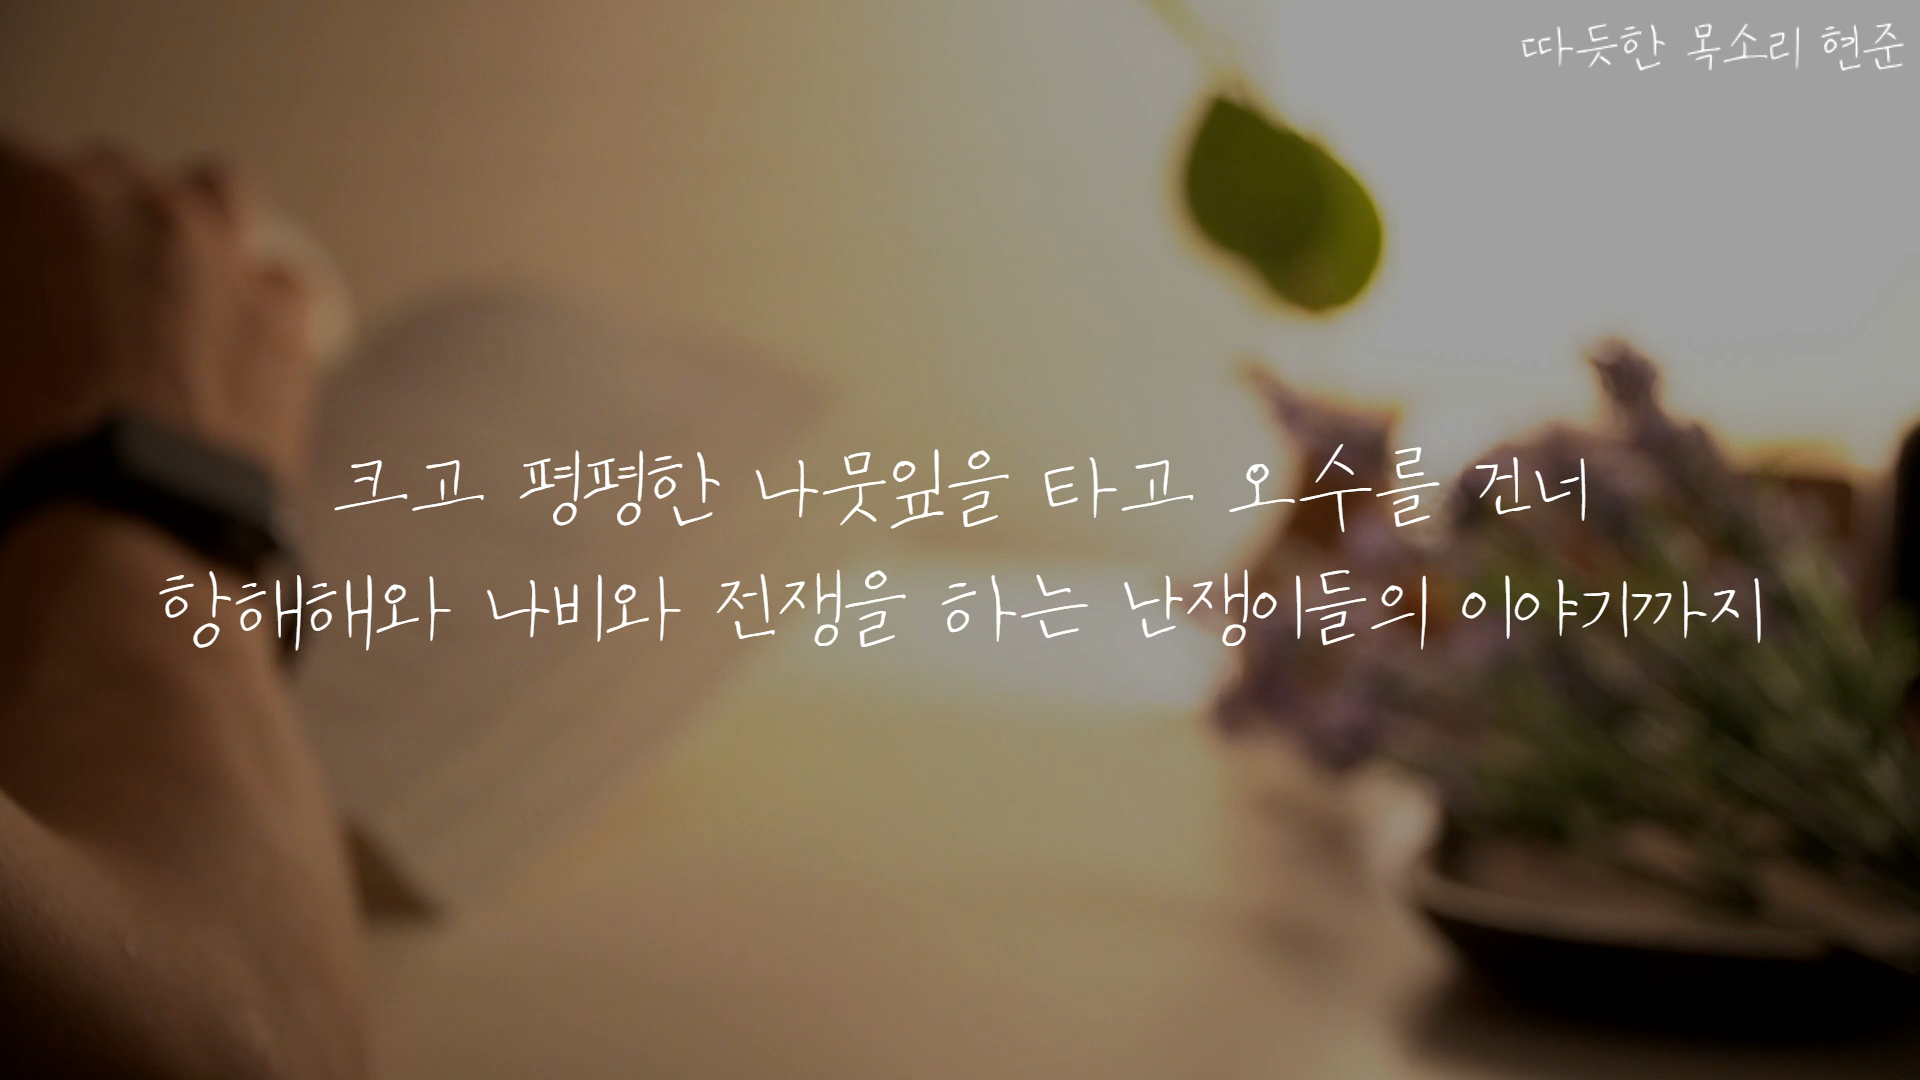 따듯한 목소리 현준
크고 평평한 나뭇잎을 타고 오수를 건너
항해해와 나비와 전쟁을 하는 난쟁이들의 이야기까지